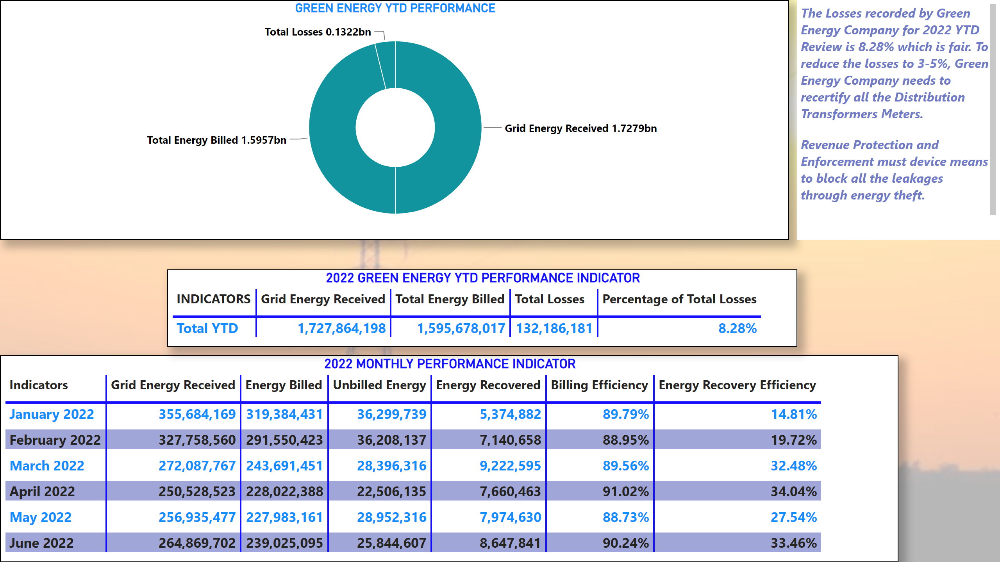 GREEN ENERGY YTD PERFORMANCE
Total Losses 0.1322bn
Grid Energy Received 1.7279bn
Total Energy Billed 1.5957bn
The Losses recorded by Green
Energy Company for 2022 YTD
Review is 8.28% which is fair. To
reduce the losses to 3-5%, Green
Energy Company needs to
recertify all the Distribution
Transformers Meters.
Revenue Protection and
Enforcement must device means
to block all the leakages
through energy theft.
2022 GREEN ENERGY YTD PERFORMANCE INDICATOR
INDICATORS Grid Energy Received Total Energy Billed Total Losses Percentage of Total Losses
Total YTD 1,727,864,198 1,595,678,017 132,186,181 8.28%
2022 MONTHLY PERFORMANCE INDICATOR
Indicators Grid Energy Received Energy Billed Unbilled Energy Energy Recovered Billing Efficiency Energy Recovery Efficiency
January 2022 355,684,169 319,384,431 36,299,739 5,374,882 89.79% 14.81%
February 2022 327,758,560 291,550,423 36,208,137 7,140,658 88.95% 19.72%
March 2022 272,087,767 243,691,451 28,396,316 9,222,595 89.56% 32.48%
April 2022 250,528,523 228,022,388 22,506,135 7,660,463 91.02% 34.04%
May 2022 256,935,477 227,983,161 28,952,316 7,974,630 88.73% 27.54%
June 2022 264,869,702 239,025,095 25,844,607 8,647,841 90.24% 33.46%